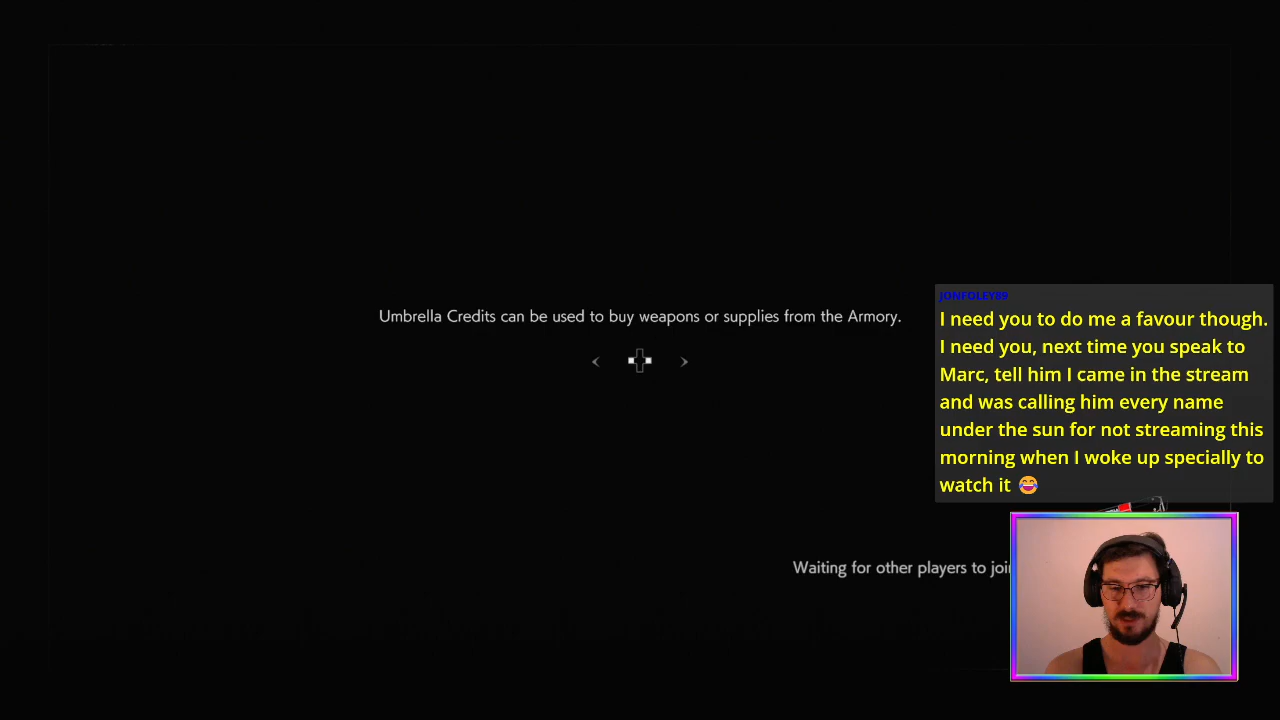 Umbrella Credits can be used to buy weapons or supplies from the Armory.
JONFOLEY89
I need you to do me a favour though.
I need you, next time you speak to
Marc, tell him I came in the stream
and was calling him every name
under the sun for not streaming this
morning when I woke up specially to
watch it 😂
Waiting for other players to join